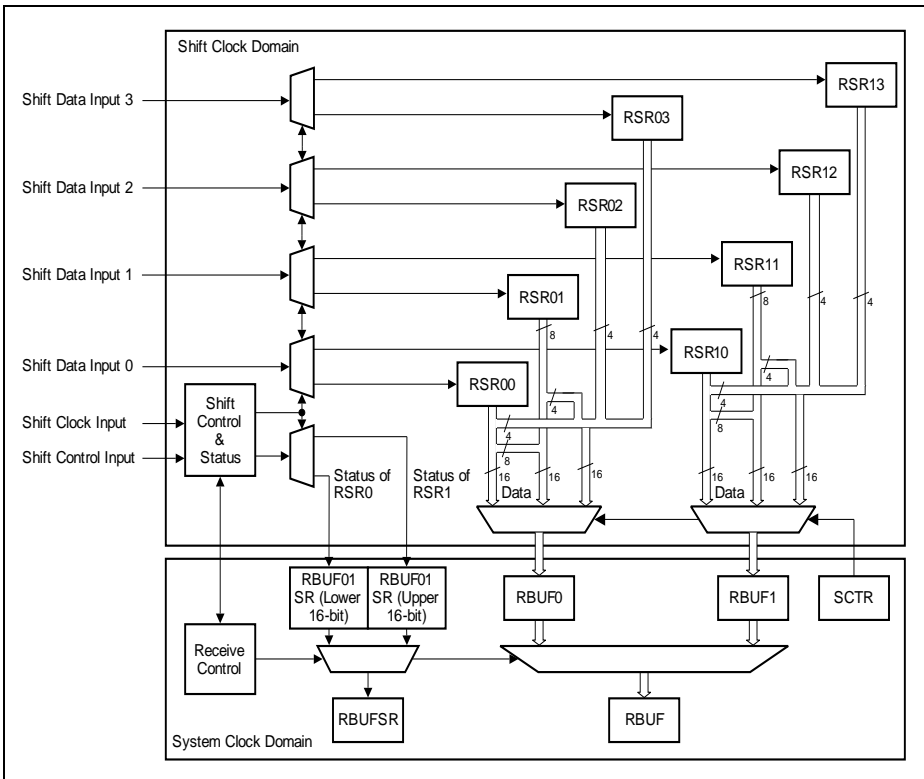 Shift Clock Domain
Shift Data Input 3
RSR13
RSR03
Shift Data Input 2
RSR12
RSR02
Shift Data Input 1
RSR11
RSR01
8
4
4
8
4
4
Shift Data Input 0
RSR10
RSR00
4
4
4
4
8
8
Shift
Control
&
Status
Shift Clock Input
Shift Control Input
Status of
RSR0
Status of
RSR1
16
16
16
16
16
16
Data
Data
RBUF01
SR (Lower
16-bit)
RBUF01
SR (Upper
16-bit)
RBUF0
RBUF1
SCTR
Receive
Control
RBUFSR
RBUF
System Clock Domain